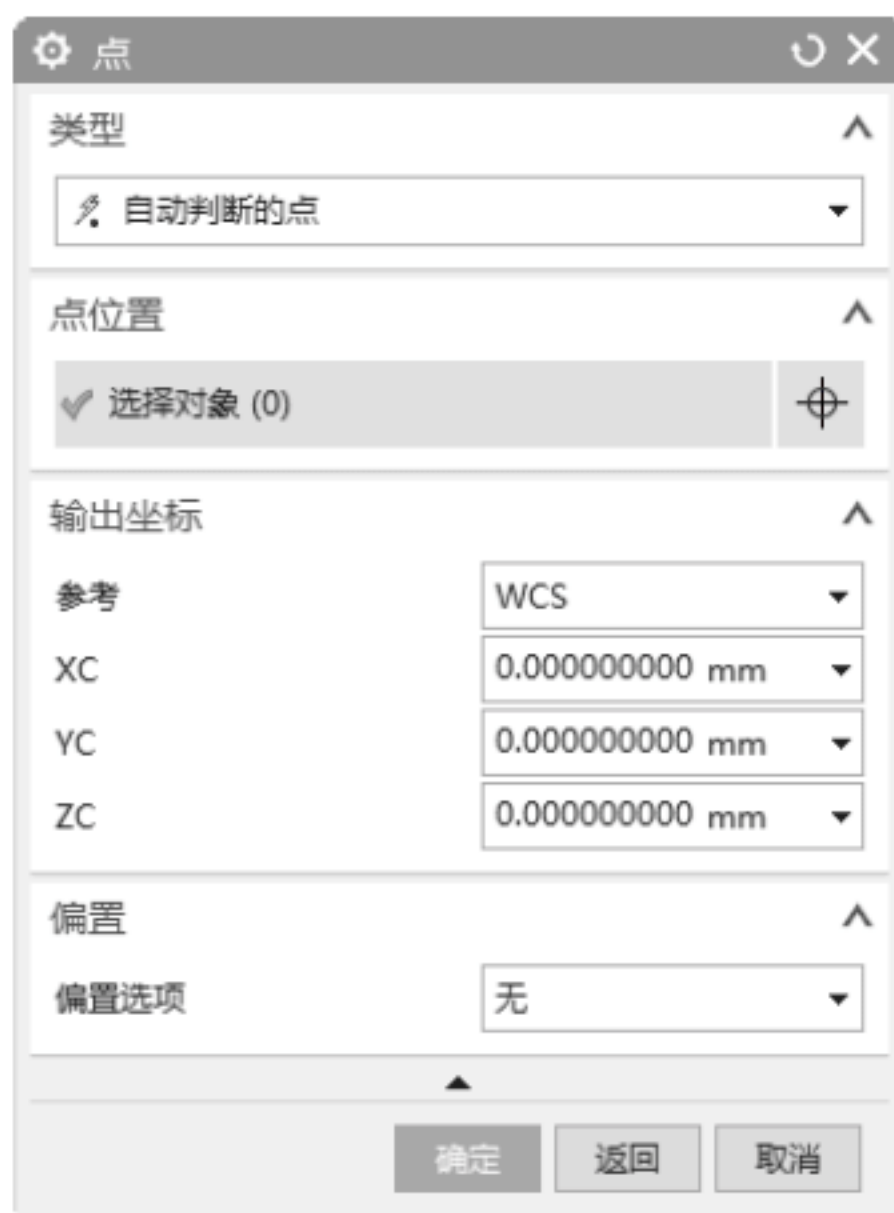 点
类型
自动判断的点
点位置
选择对象 (0)
输出坐标
参考 WCS
XC 0.000000000 mm
YC 0.000000000 mm
ZC 0.000000000 mm
偏置
偏置选项 无
确定 返回 取消